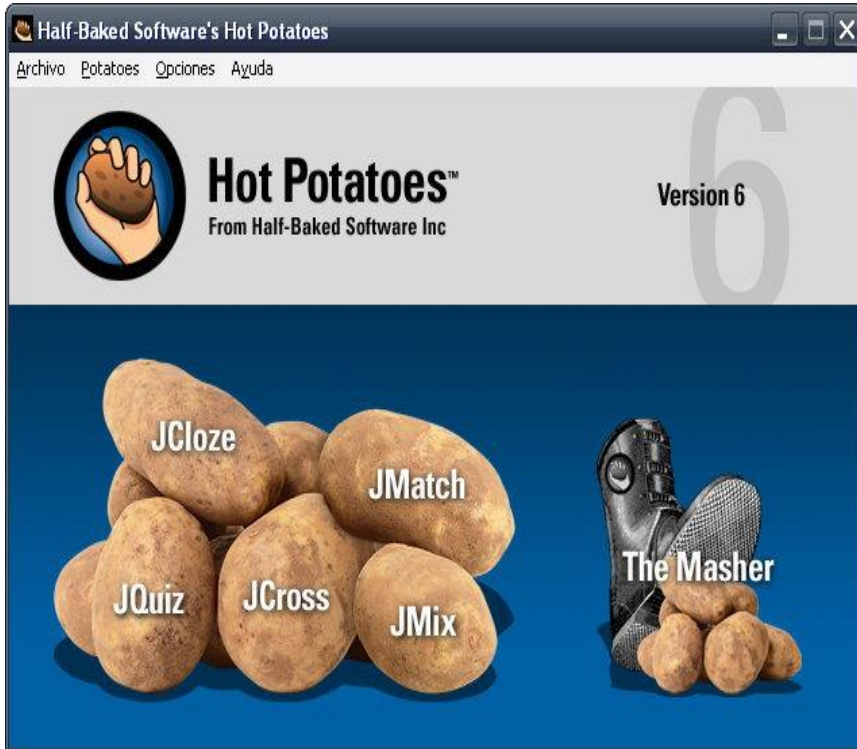 Half-Baked Software's Hot Potatoes
Archivo Potatoes Opciones Ayuda
Hot Potatoes™
From Half-Baked Software Inc
6
Version 6
JCloze
JMatch
JQuiz
JCross
JMix
The Masher